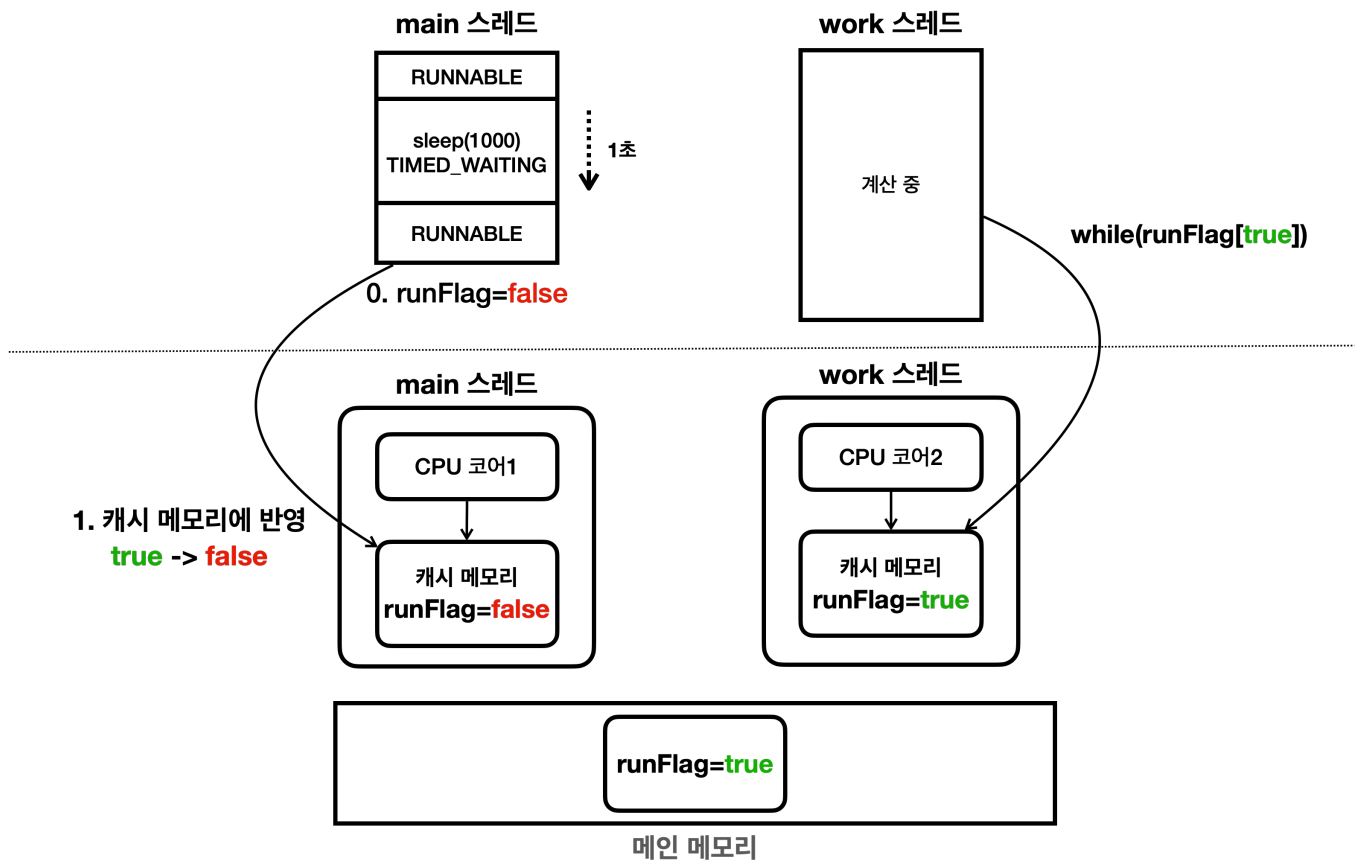 main 스레드
RUNNABLE
sleep(1000)
TIMED_WAITING
1초
RUNNABLE
0. runFlag=false
work 스레드
계산 중
while(runFlag[true])
main 스레드
CPU 코어1
1. 캐시 메모리에 반영
true -> false
캐시 메모리
runFlag=false
work 스레드
CPU 코어2
캐시 메모리
runFlag=true
runFlag=true
메인 메모리